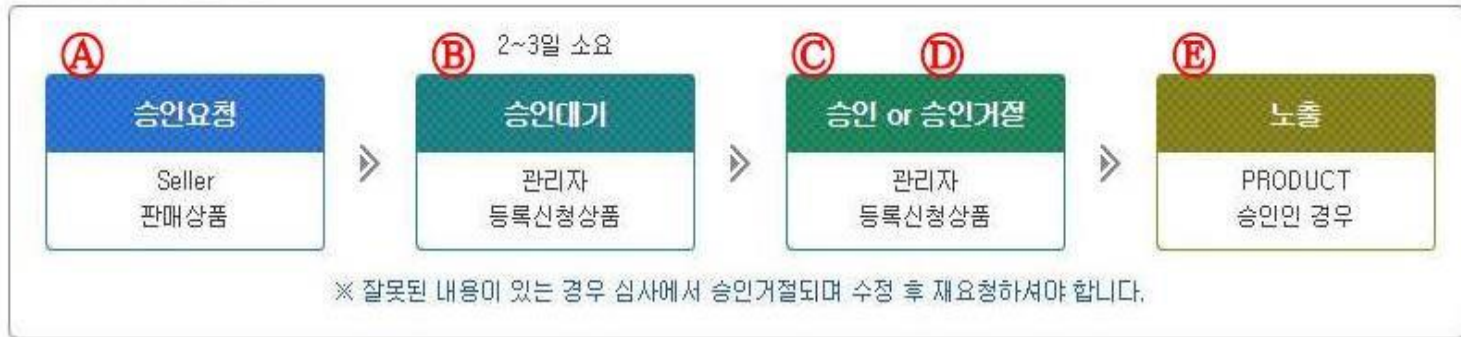 Ⓐ
승인요청
Seller
판매상품
2~3일 소요
Ⓑ
승인대기
관리자
등록신청상품
Ⓒ Ⓓ
승인 or 승인거절
관리자
등록신청상품
Ⓔ
노출
PRODUCT
승인인 경우
※ 잘못된 내용이 있는 경우 심사에서 승인거절되며 수정 후 재요청하셔야 합니다.